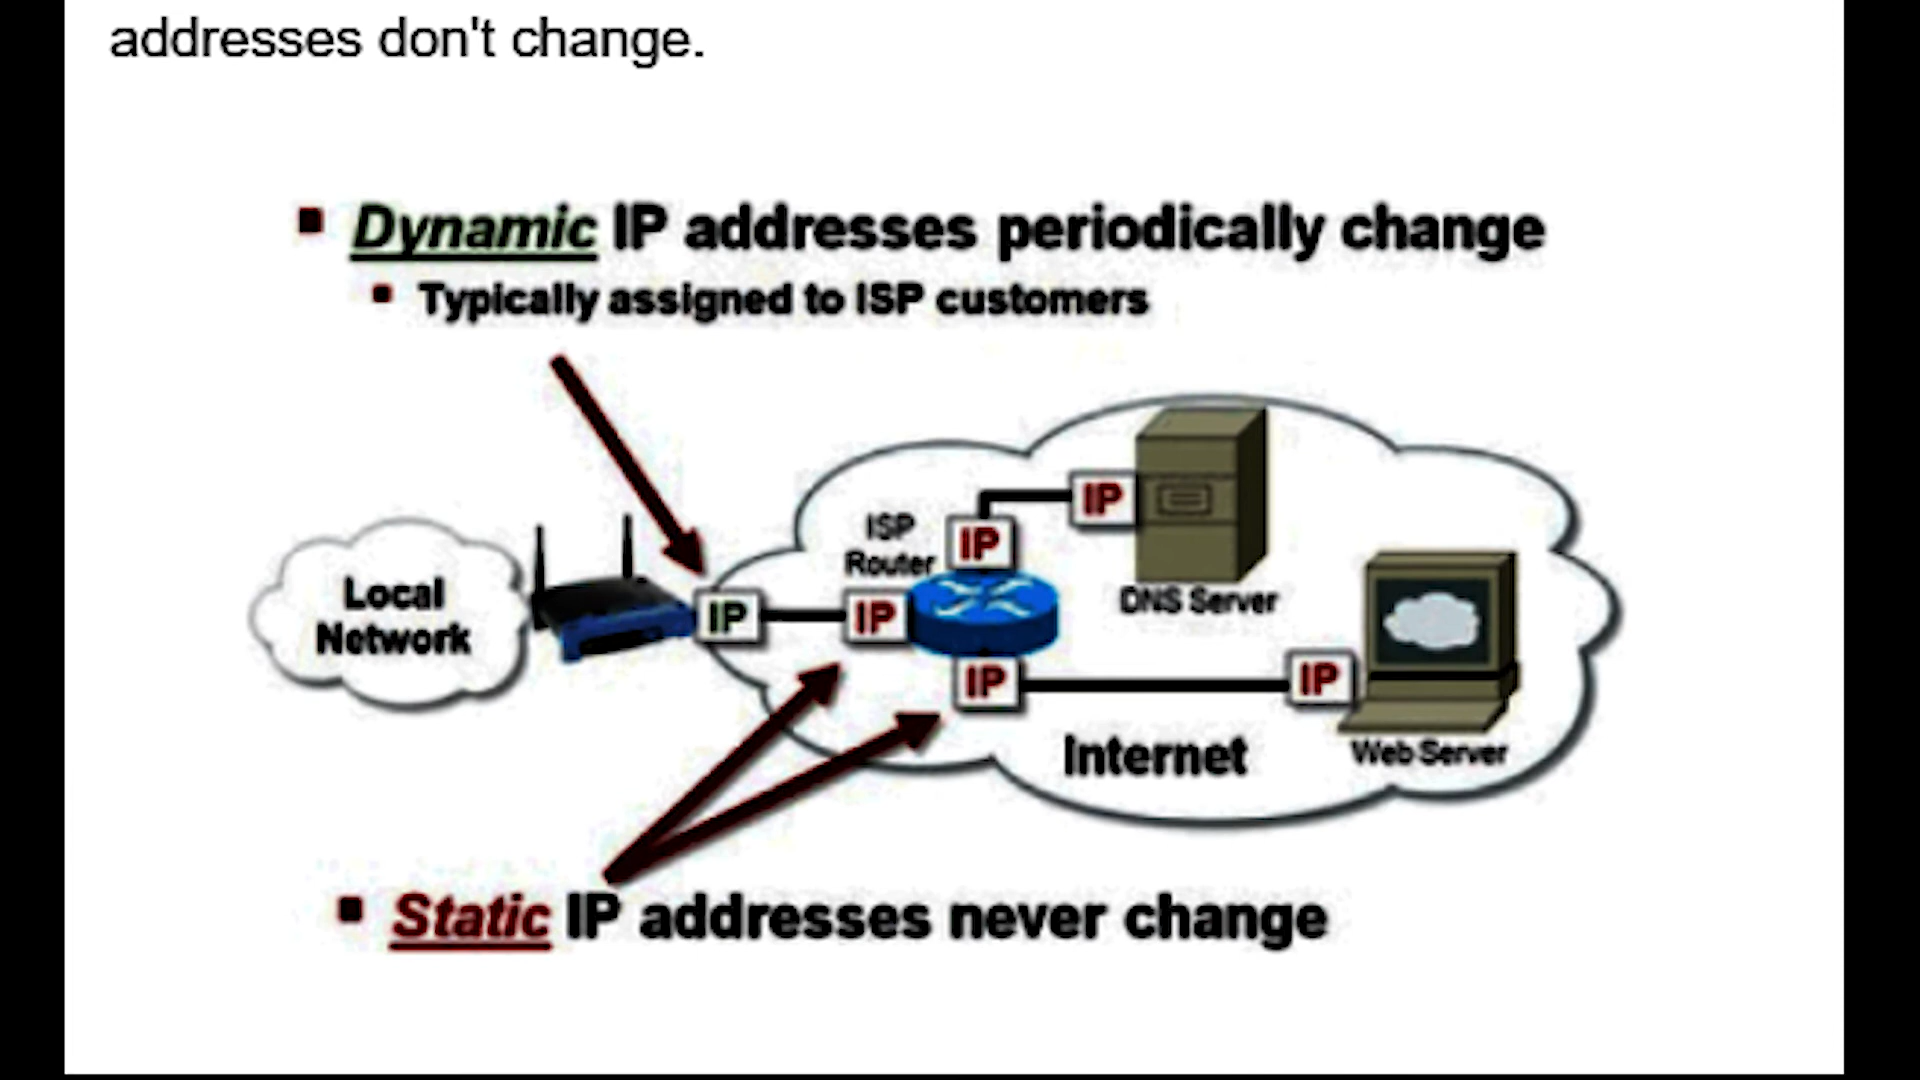 addresses don't change.
Dynamic IP addresses periodically change
Typically assigned to ISP customers
IP
ISP
Router
IP
DNS Server
Local
Network
IP
IP
IP
IP
Internet
Web Server
Static IP addresses never change